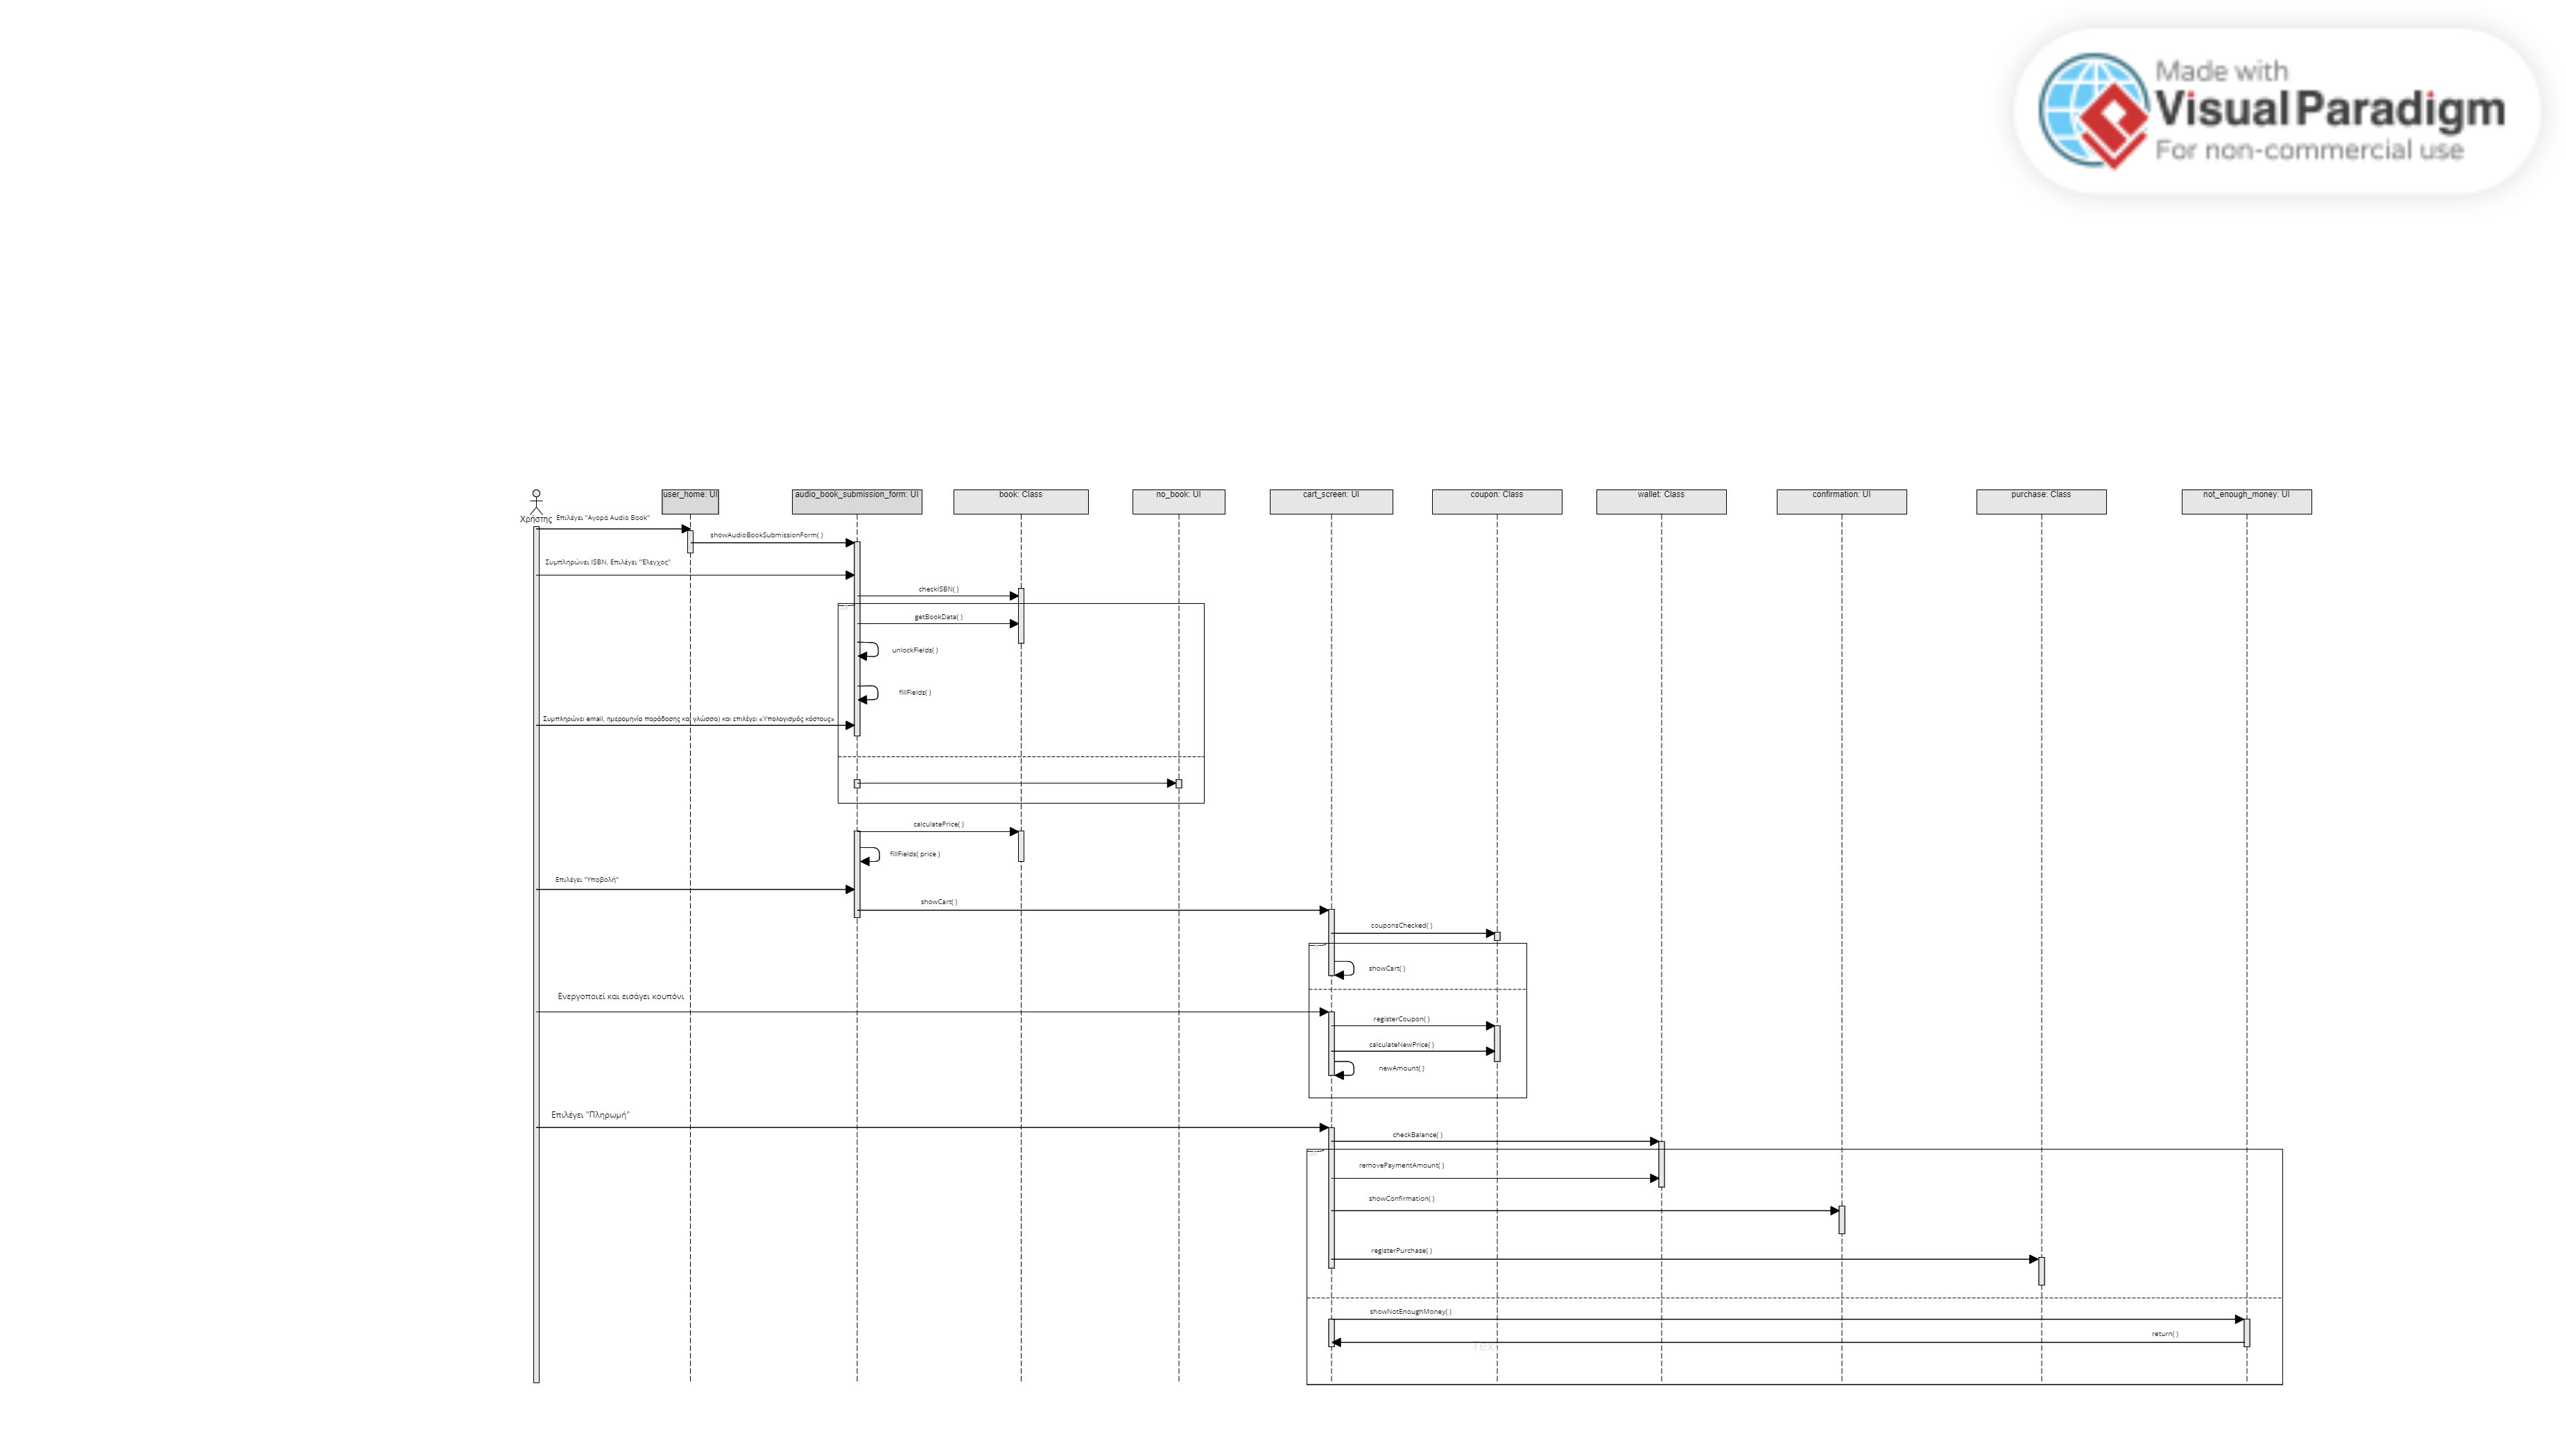 Made with
Visual Paradigm
For non-commercial use
user_home: UI
audio_book_submission_form: UI
book: Class
no_book: UI
cart_screen: UI
coupon: Class
wallet: Class
confirmation: UI
purchase: Class
not_enough_money: UI
Χρήστης
Επιλέγει "Αγορά Audio Book"
showAudioBookSubmissionForm( )
Συμπληρώνει ISBN, Επιλέγει "Έλεγχος"
checkISBN( )
getBookData( )
unlockFields( )
fillFields( )
Συμπληρώνει email, ημερομηνία παράδοσης και γλώσσα) και επιλέγει «Υπολογισμός κόστους»
calculatePrice( )
fillFields( price )
Επιλέγει "Υποβολή"
showCart( )
couponsChecked( )
showCart( )
Ενεργοποιεί και εισάγει κουπόνι
registerCoupon( )
calculateNewPrice( )
newAmount( )
Επιλέγει "Πληρωμή"
checkBalance( )
removePaymentAmount( )
showConfirmation( )
registerPurchase( )
showNotEnoughMoney( )
return( )
Text